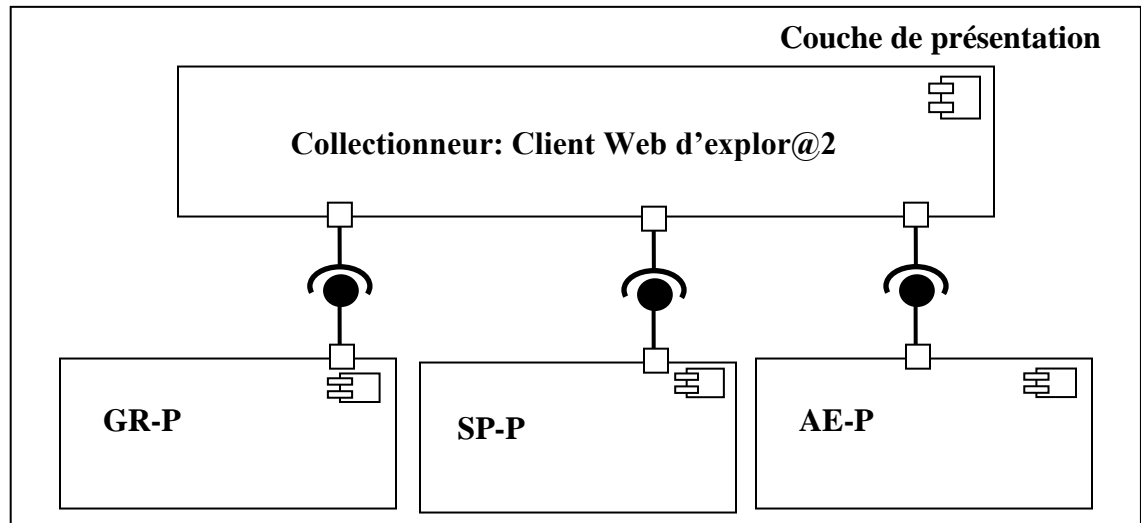 Couche de présentation
Collectionneur: Client Web d'explor@2
GR-P
SP-P
AE-P